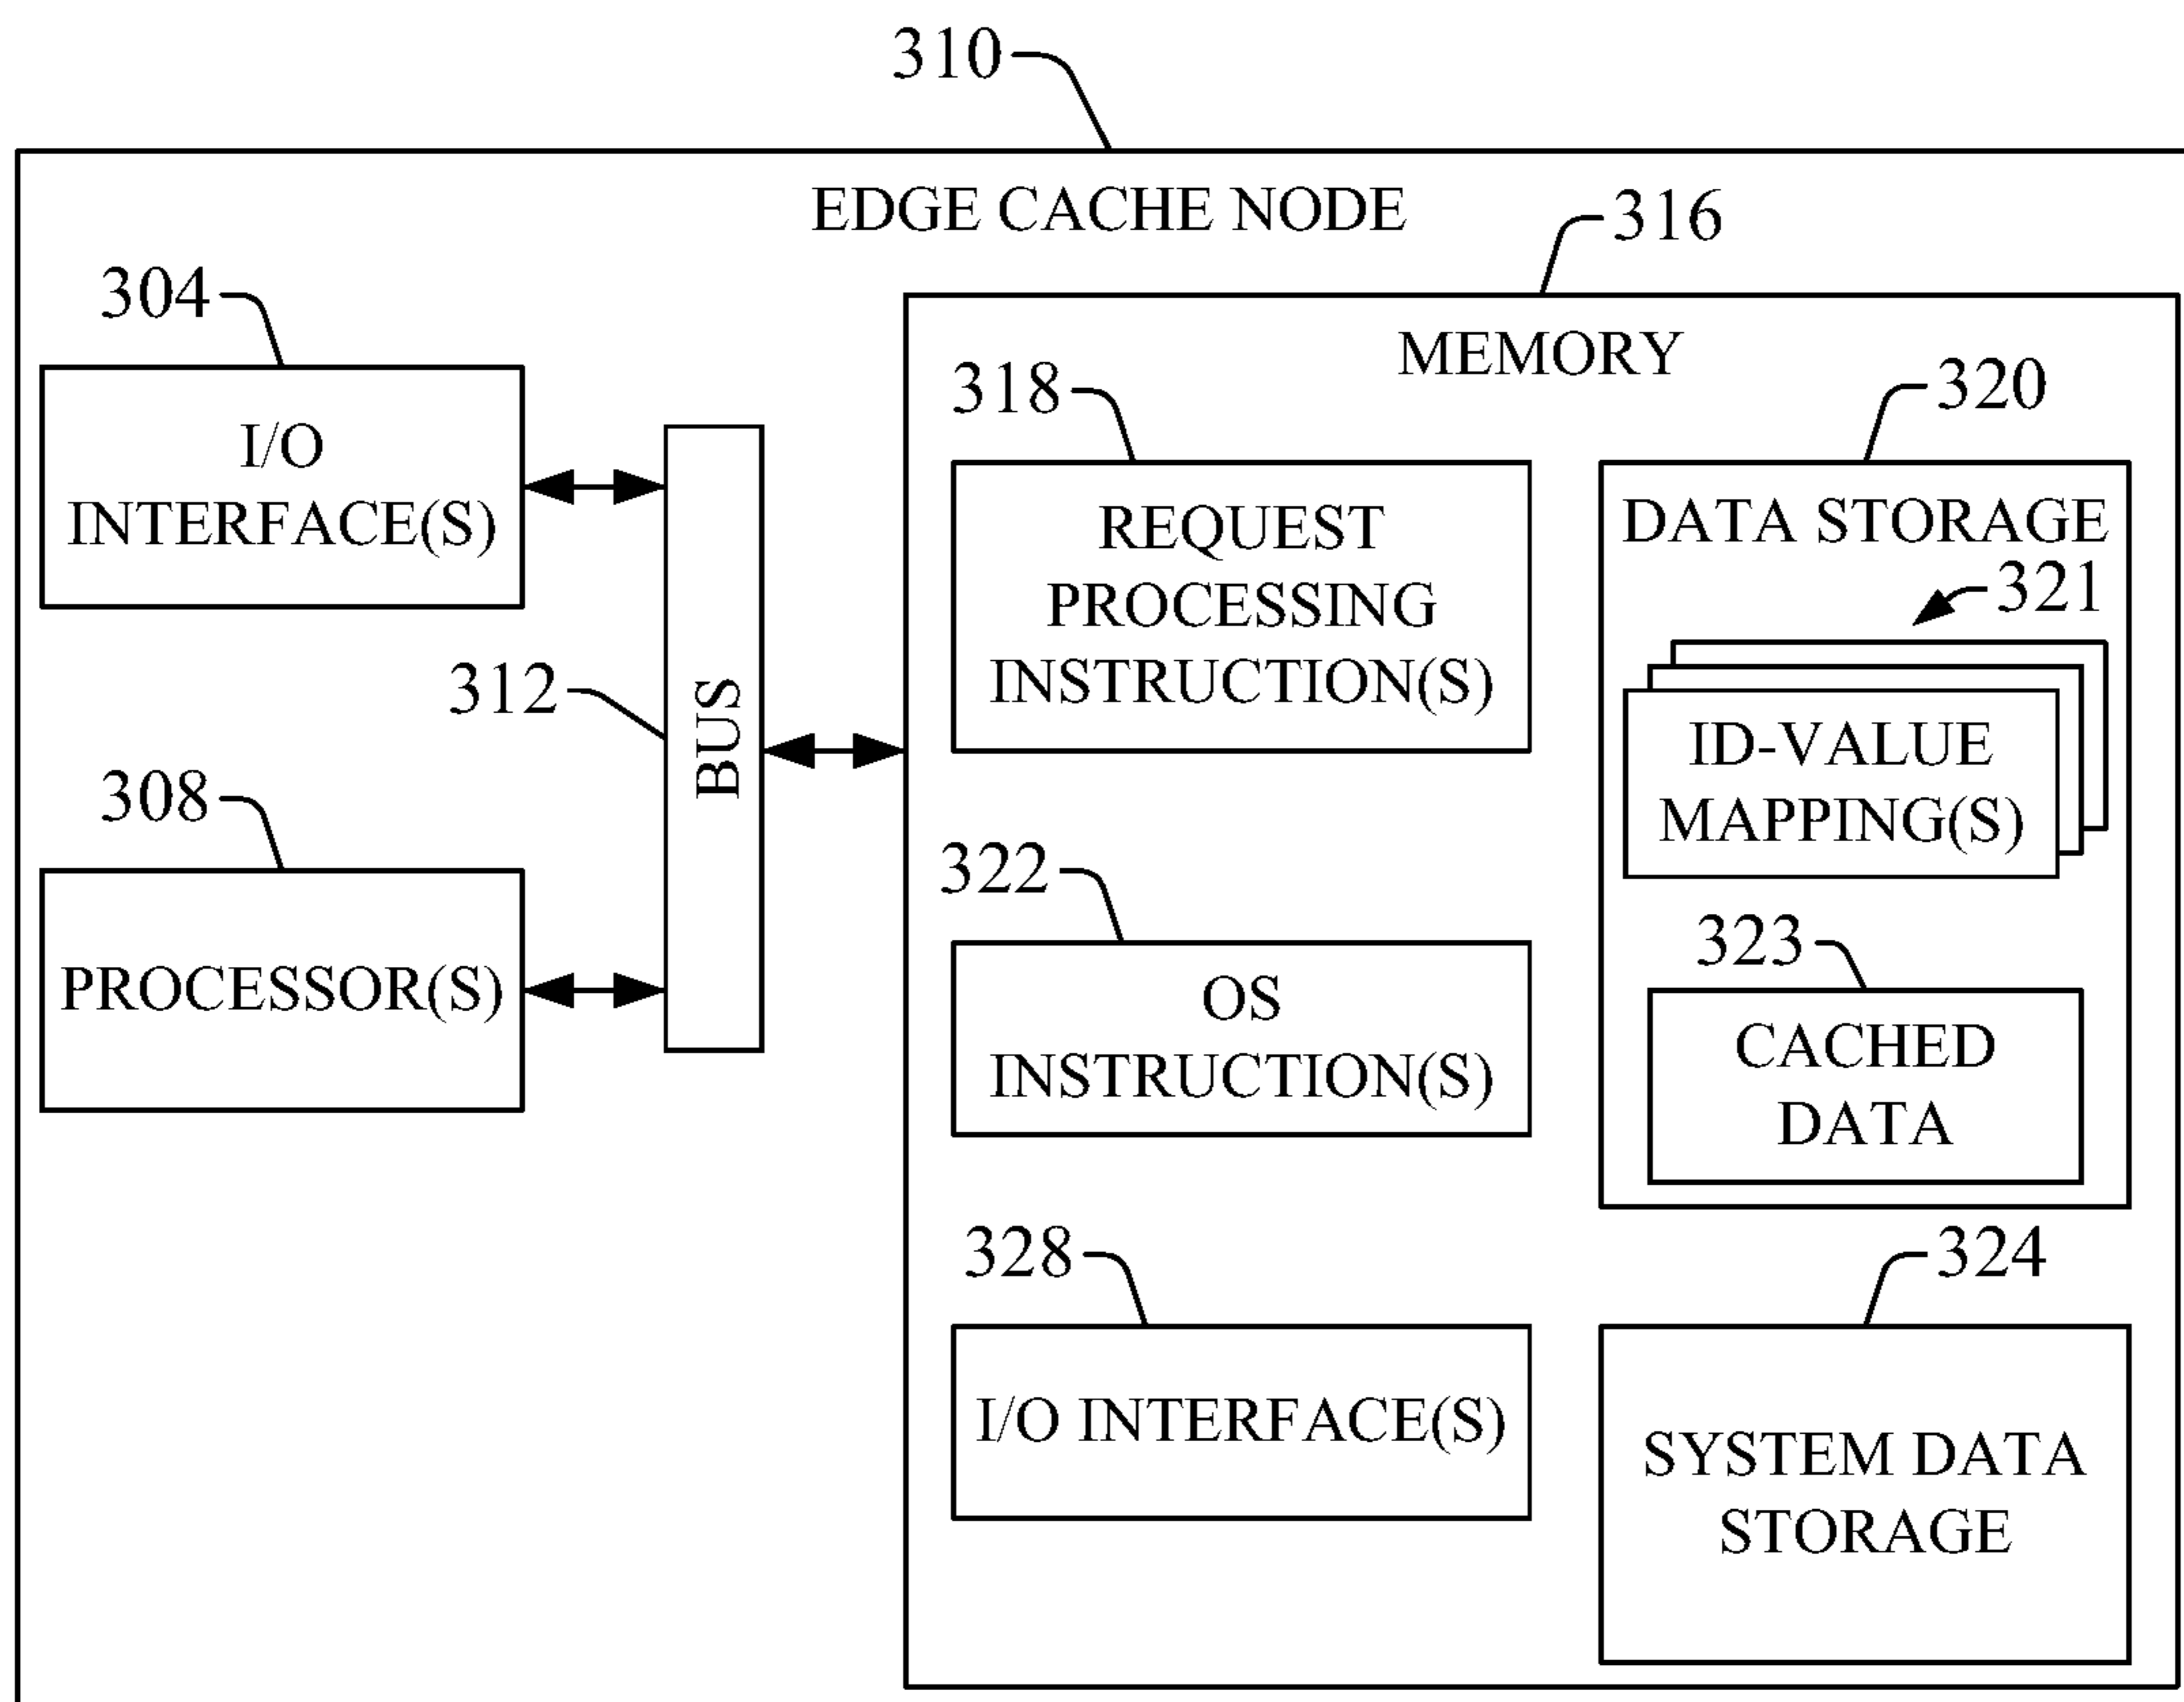 310
EDGE CACHE NODE
316
304
I/O
INTERFACE(S)
312
BUS
308
PROCESSOR(S)
MEMORY
318
REQUEST
PROCESSING
INSTRUCTION(S)
320
DATA STORAGE
321
ID-VALUE
MAPPING(S)
322
OS
INSTRUCTION(S)
323
CACHED
DATA
328
I/O INTERFACE(S)
324
SYSTEM DATA
STORAGE